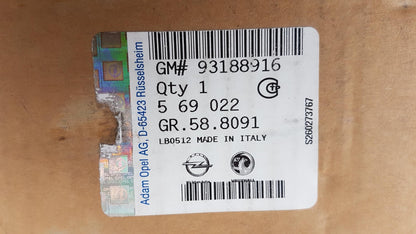 Adam Opel AG, D-65423 Rüsselsheim
GM# 93188916
Qty 1
5 69 022
GR.58.8091
LB0512 MADE IN ITALY
S260273767